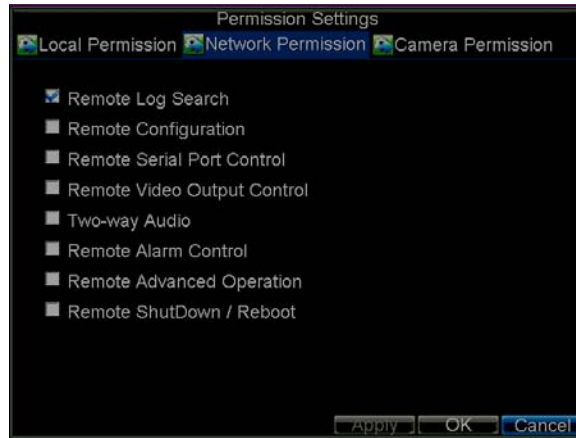 Permission Settings
Local Permission Network Permission Camera Permission
Remote Log Search
Remote Configuration
Remote Serial Port Control
Remote Video Output Control
Two-way Audio
Remote Alarm Control
Remote Advanced Operation
Remote ShutDown / Reboot
Apply OK Cancel